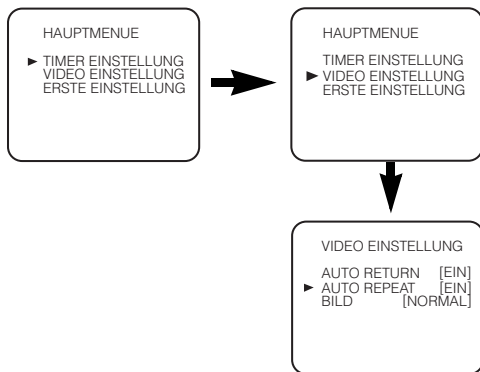 HAUPTMENUE
► TIMER EINSTELLUNG
VIDEO EINSTELLUNG
ERSTE EINSTELLUNG
HAUPTMENUE
TIMER EINSTELLUNG
► VIDEO EINSTELLUNG
ERSTE EINSTELLUNG
VIDEO EINSTELLUNG
AUTO RETURN [EIN]
► AUTO REPEAT [EIN]
BILD [NORMAL]